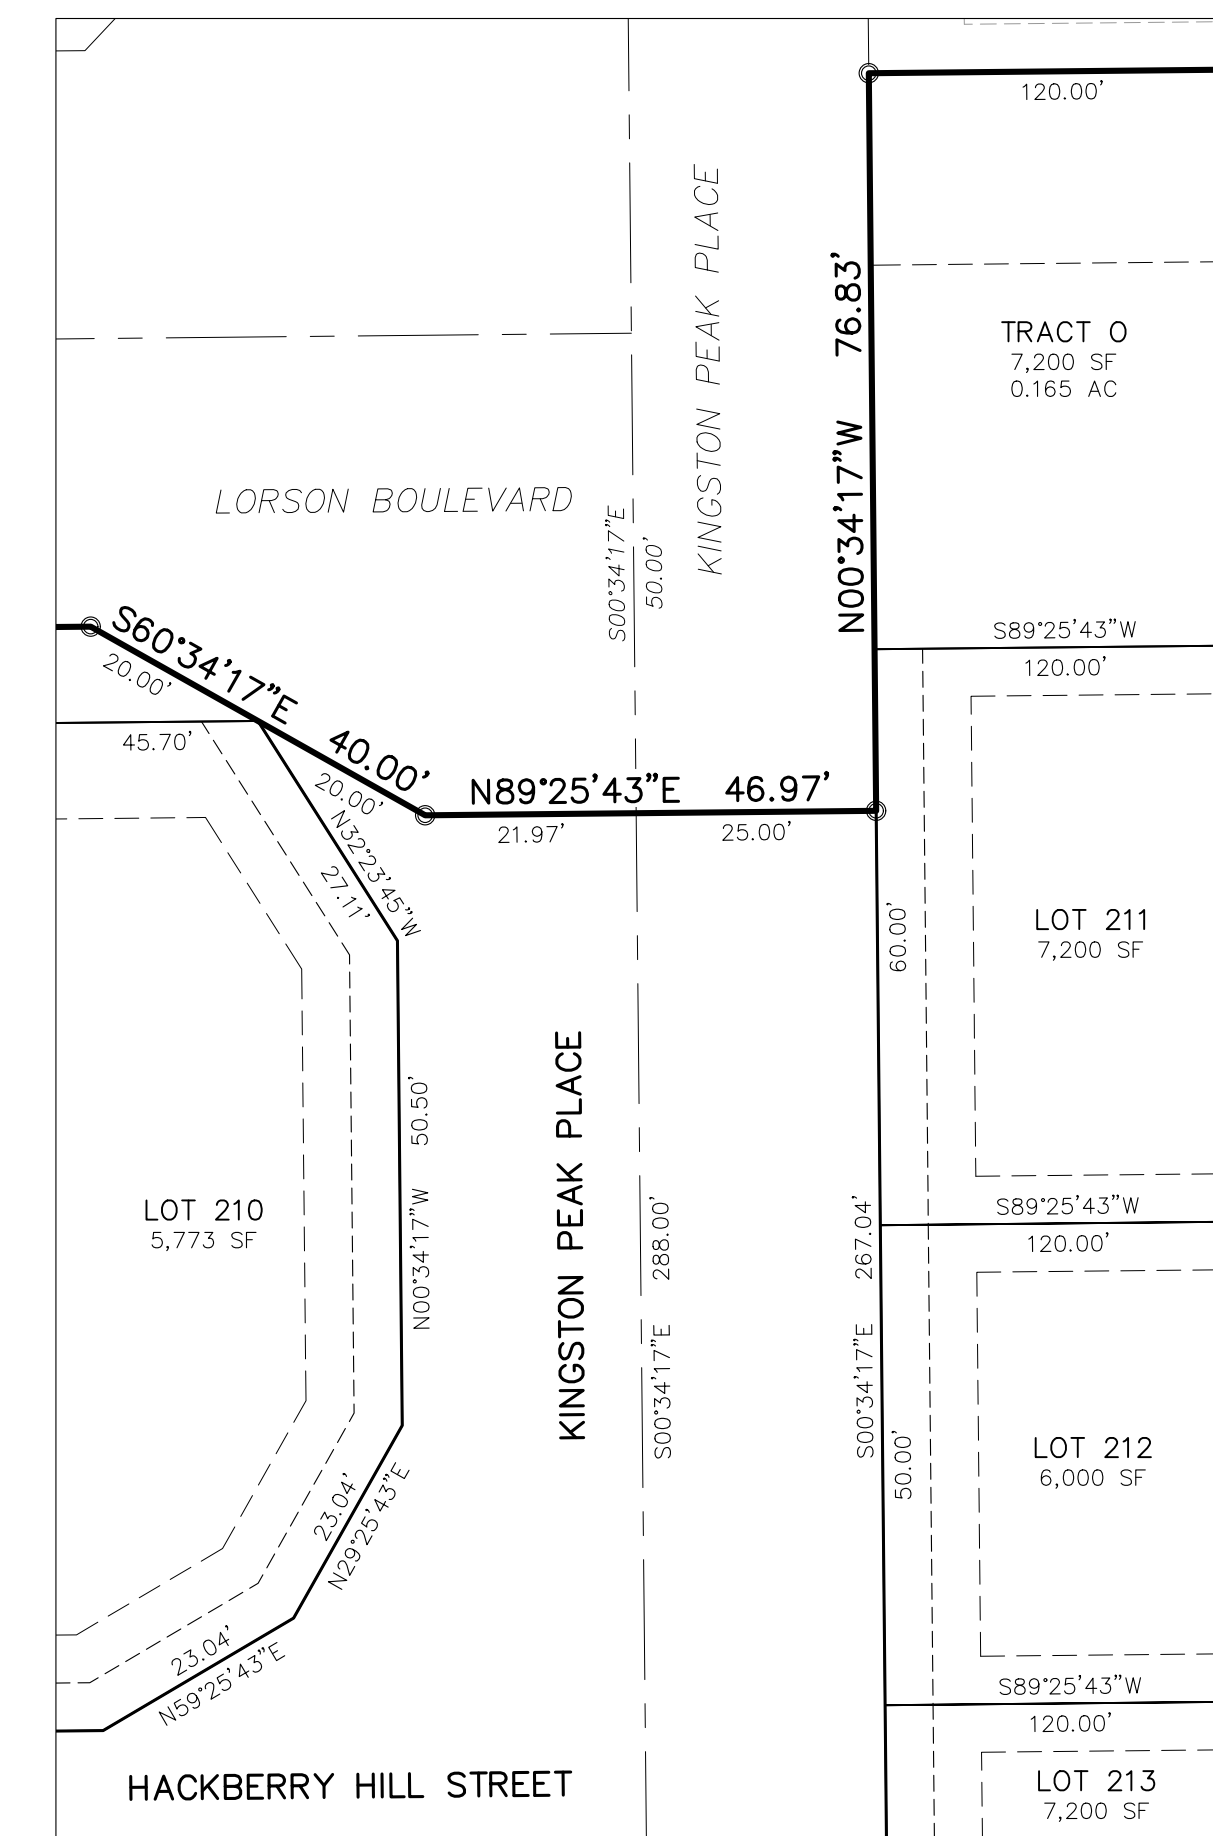 120.00'
KINGSTON PEAK PLACE
N00°34'17"W 76.83'
TRACT O
7,200 SF
0.165 AC
LORSON BOULEVARD
S00°34'17"E
50.00'
S60°34'17"E 40.00'
20.00'
20.00'
S89°25'43"W
120.00'
45.70'
N89°25'43"E 46.97'
21.97'
25.00'
N32°23'45"W
27.11'
60.00'
LOT 211
7,200 SF
KINGSTON PEAK PLACE
N00°34'17"W 50.50'
LOT 210
5,773 SF
S00°34'17"E 288.00'
S00°34'17"E 267.04'
S89°25'43"W
120.00'
50.00'
LOT 212
6,000 SF
23.04'
N29°25'43"E
23.04'
N59°25'43"E
S89°25'43"W
120.00'
HACKBERRY HILL STREET
LOT 213
7,200 SF